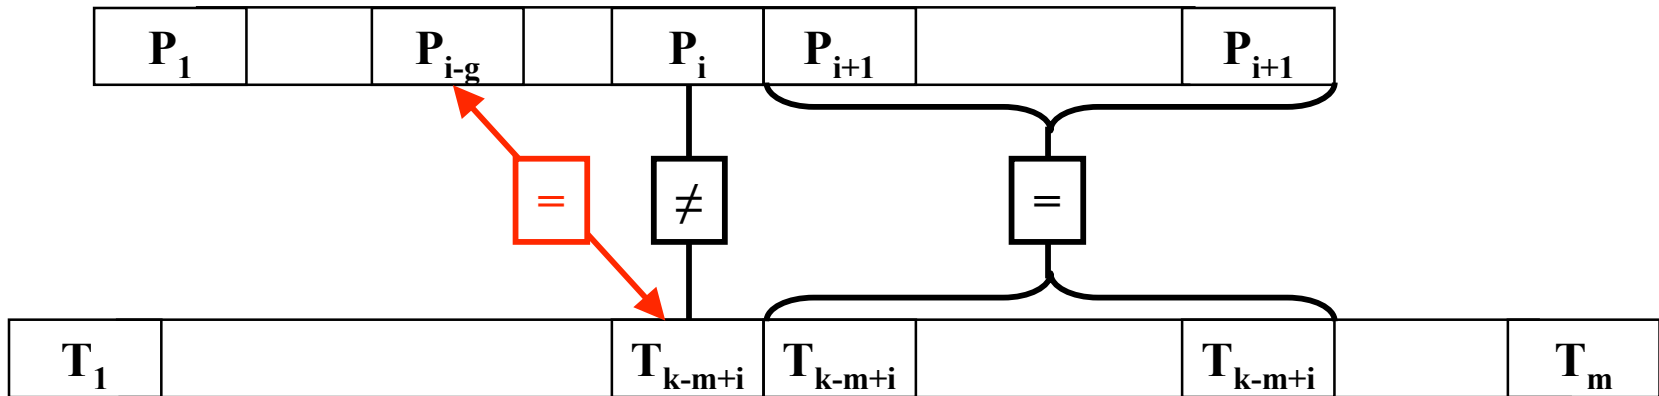 P₁ Pᵢ₋g Pᵢ Pᵢ₊₁ Pᵢ₊₁
= ≠ =
T₁ Tₖ₋ₘ₊ᵢ Tₖ₋ₘ₊ᵢ Tₖ₋ₘ₊ᵢ Tₘ